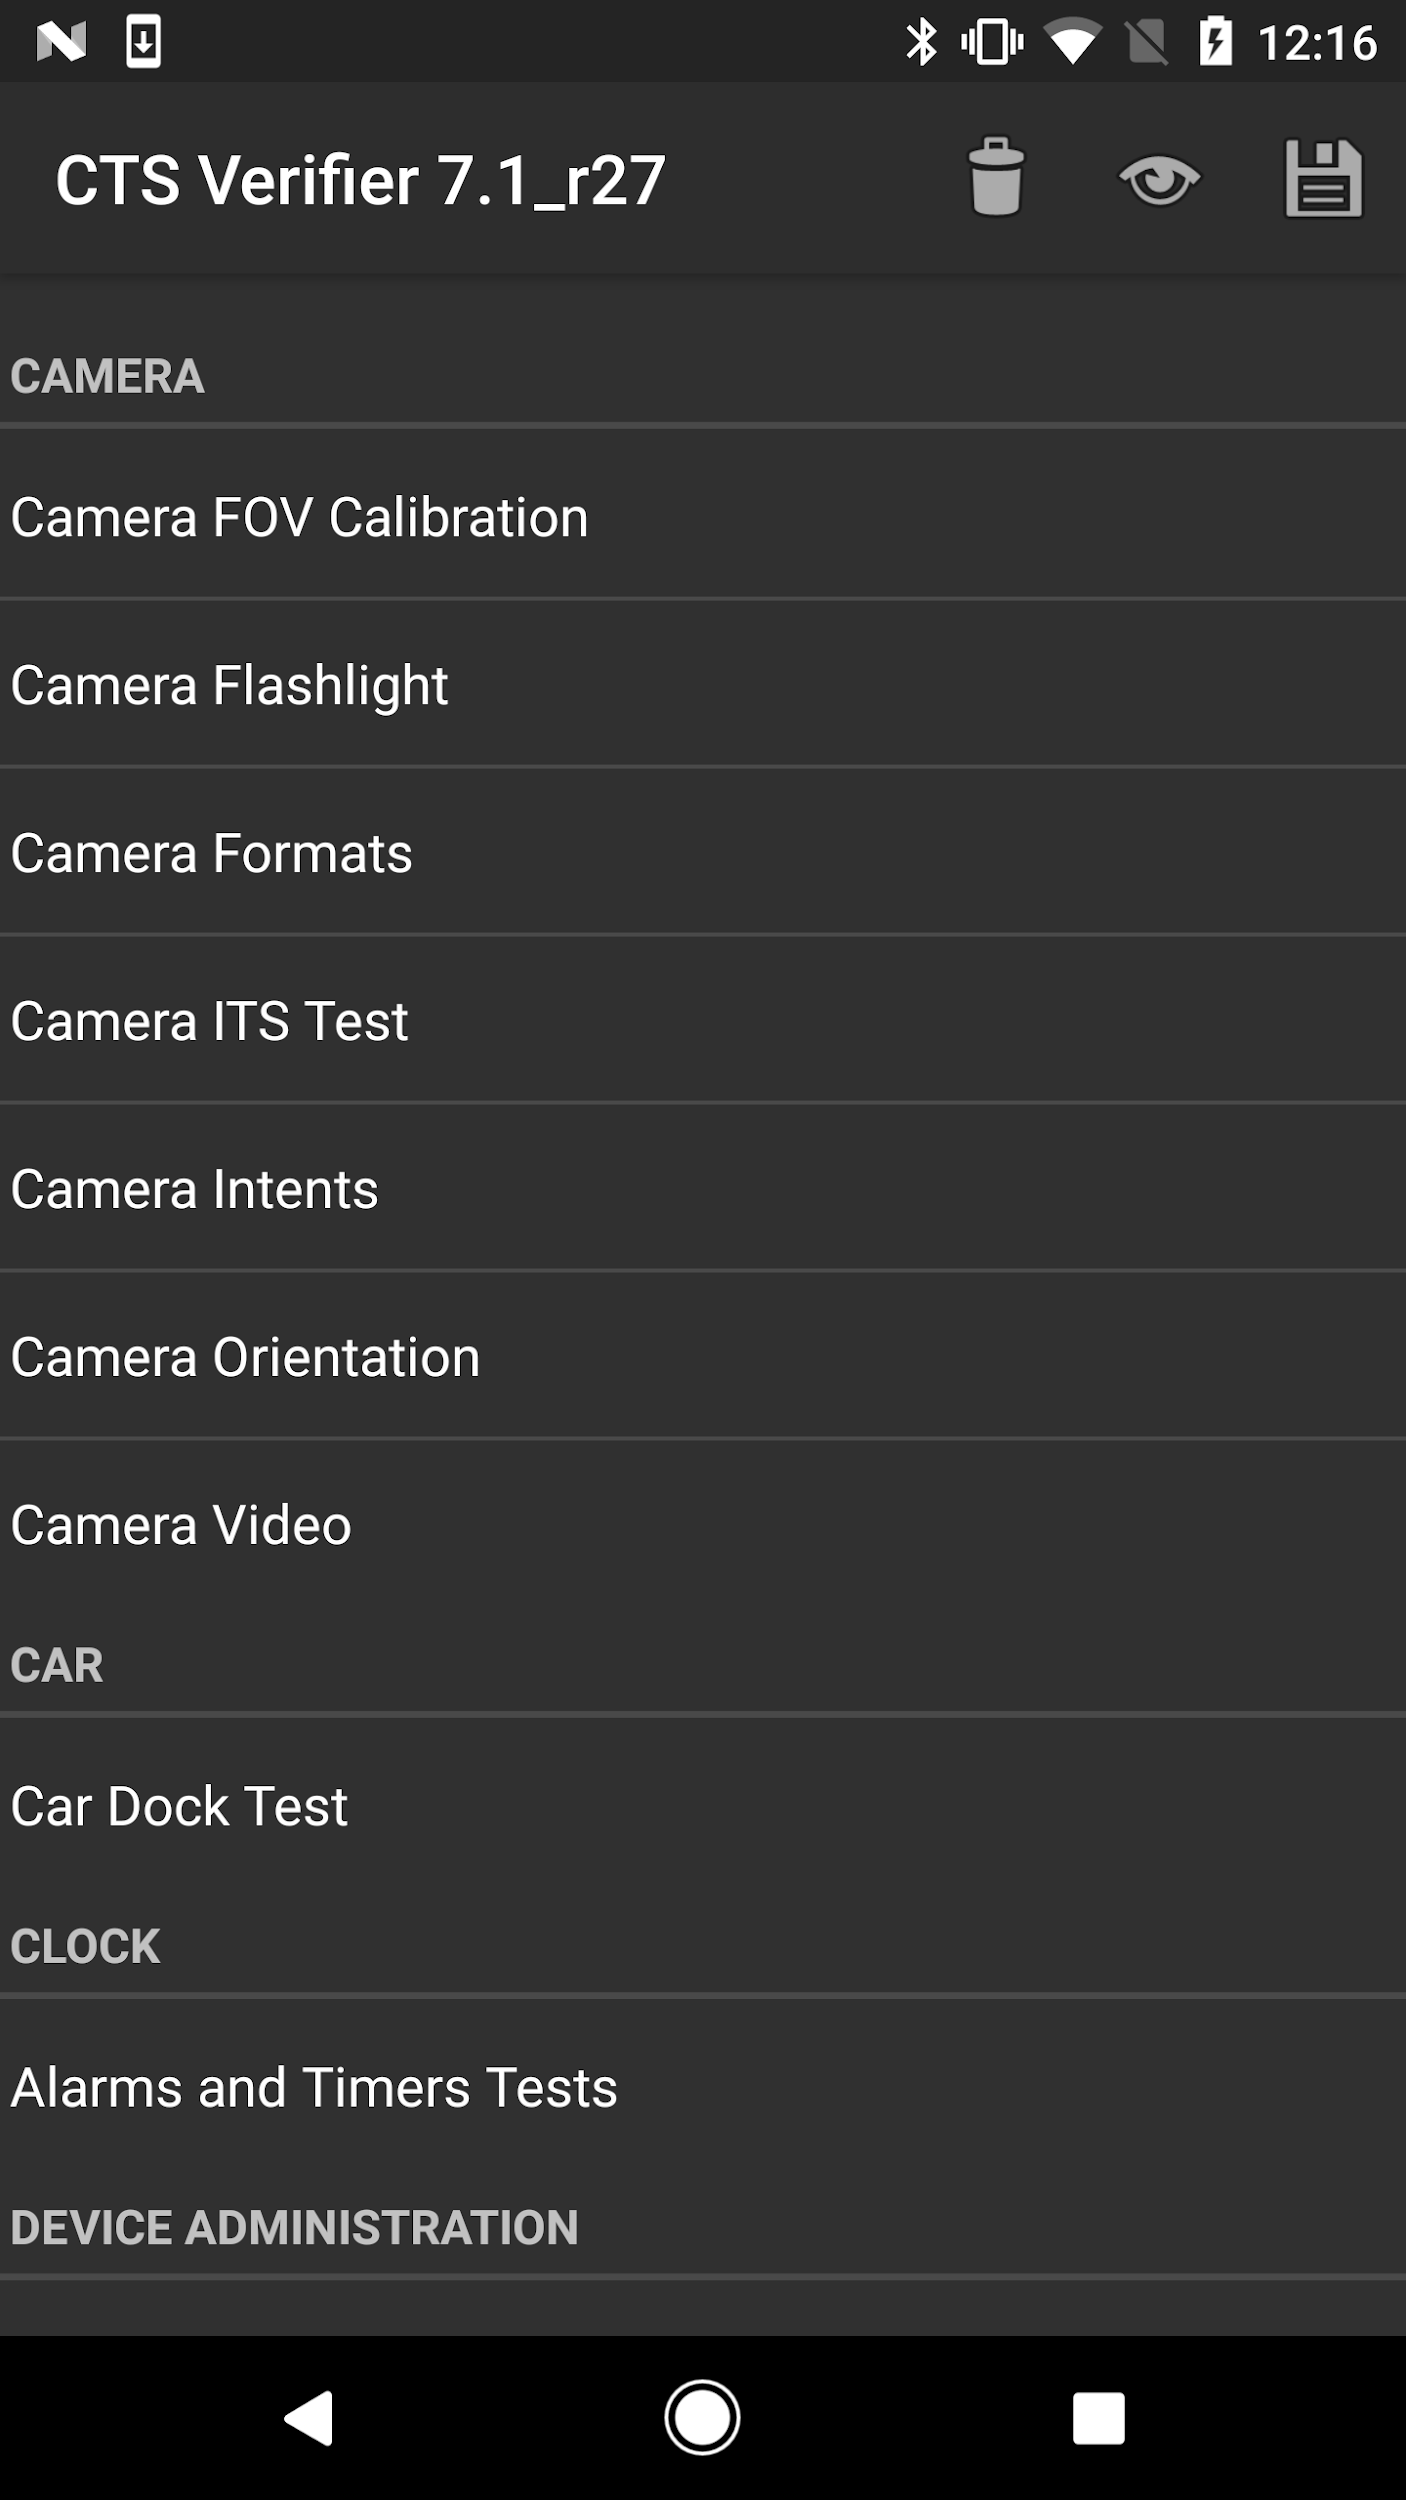 12:16
CTS Verifier 7.1_r27
CAMERA
Camera FOV Calibration
Camera Flashlight
Camera Formats
Camera ITS Test
Camera Intents
Camera Orientation
Camera Video
CAR
Car Dock Test
CLOCK
Alarms and Timers Tests
DEVICE ADMINISTRATION